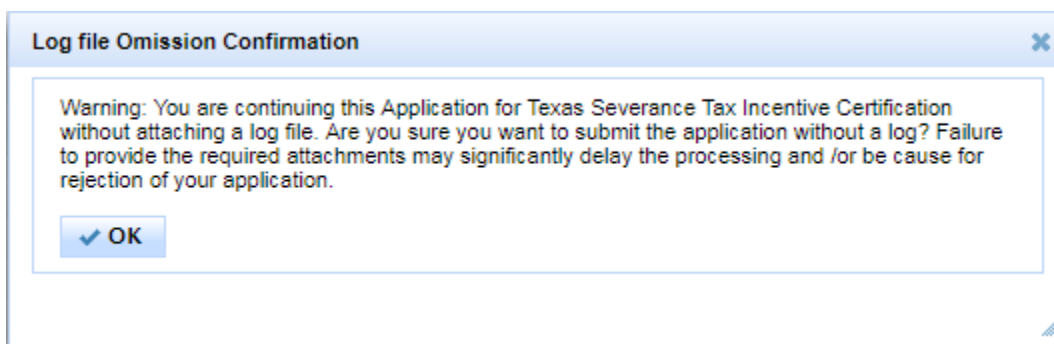 Log file Omission Confirmation
Warning: You are continuing this Application for Texas Severance Tax Incentive Certification
without attaching a log file. Are you sure you want to submit the application without a log? Failure
to provide the required attachments may significantly delay the processing and /or be cause for
rejection of your application.
OK